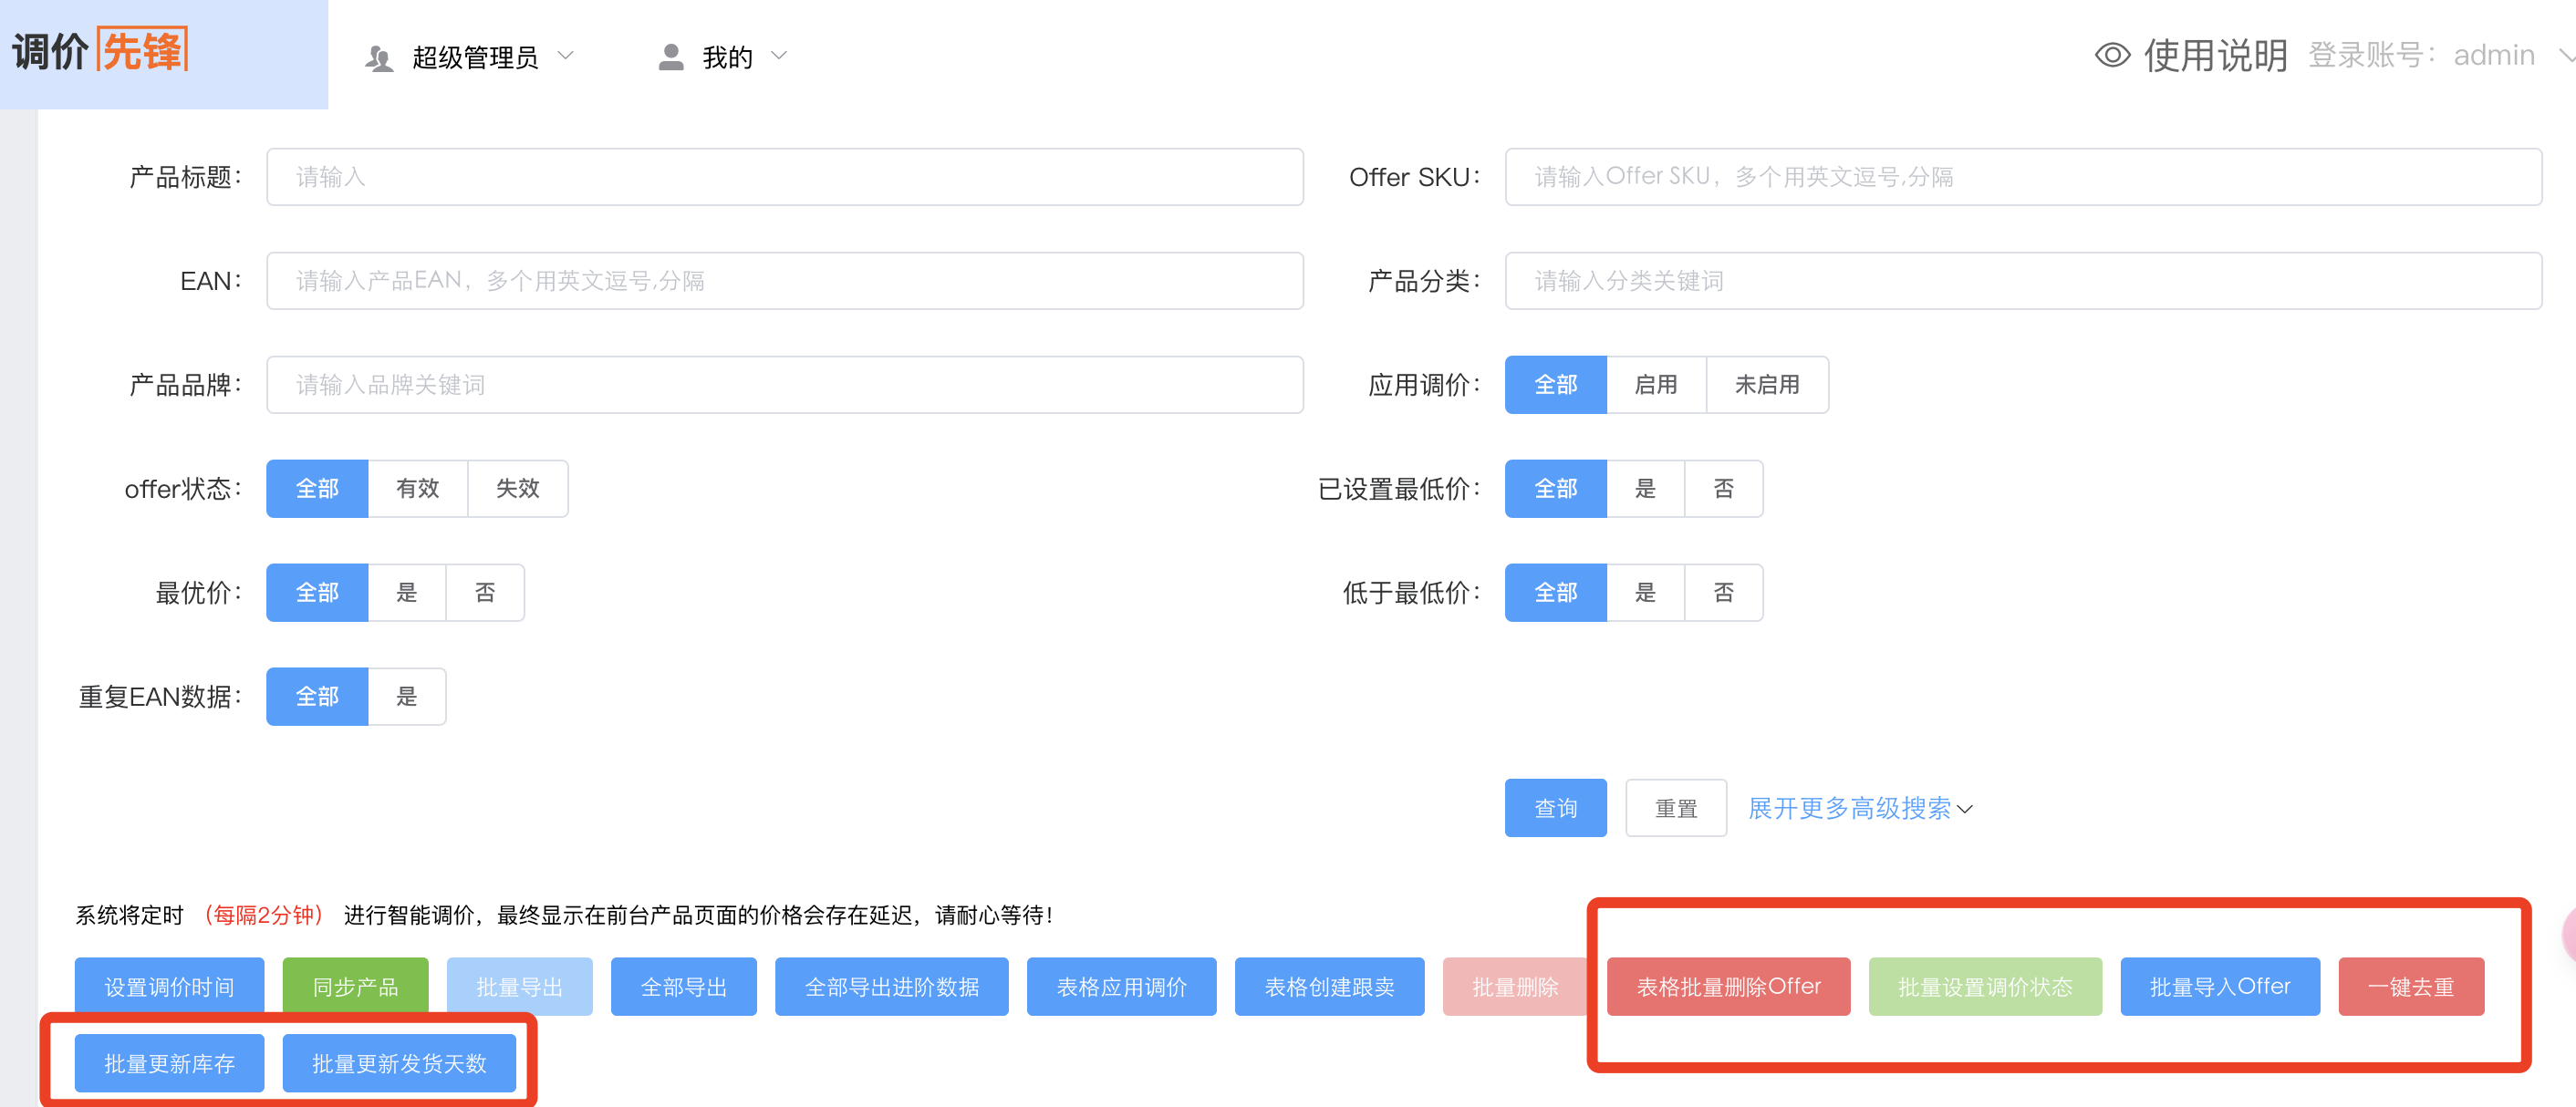 调价先锋 超级管理员 我的 使用说明 登录账号: admin
产品标题: 请输入 Offer SKU: 请输入Offer SKU，多个用英文逗号,分隔
EAN: 请输入产品EAN，多个用英文逗号,分隔 产品分类: 请输入分类关键词
产品品牌: 请输入品牌关键词 应用调价: 全部 启用 未启用
offer状态: 全部 有效 失效 已设置最低价: 全部 是 否
最优价: 全部 是 否 低于最低价: 全部 是 否
重复EAN数据: 全部 是
查询 重置 展开更多高级搜索
系统将定时（每隔2分钟）进行智能调价，最终显示在前台产品页面的价格会存在延迟，请耐心等待！
设置调价时间 同步产品 批量导出 全部导出 全部导出进阶数据 表格应用调价 表格创建跟卖 批量删除 表格批量删除Offer 批量设置调价状态 批量导入Offer 一键去重
批量更新库存 批量更新发货天数